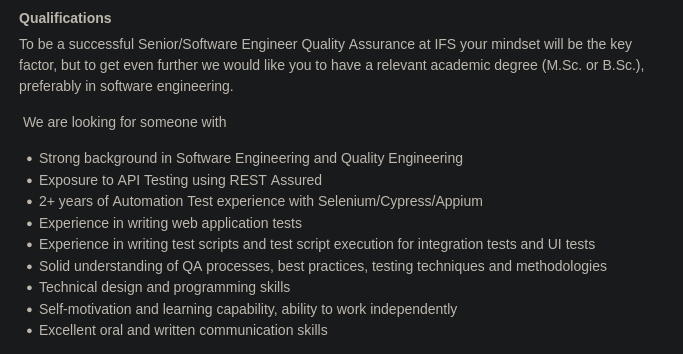 Qualifications
To be a successful Senior/Software Engineer Quality Assurance at IFS your mindset will be the key
factor, but to get even further we would like you to have a relevant academic degree (M.Sc. or B.Sc.),
preferably in software engineering.
We are looking for someone with
• Strong background in Software Engineering and Quality Engineering
• Exposure to API Testing using REST Assured
• 2+ years of Automation Test experience with Selenium/Cypress/Appium
• Experience in writing web application tests
• Experience in writing test scripts and test script execution for integration tests and UI tests
• Solid understanding of QA processes, best practices, testing techniques and methodologies
• Technical design and programming skills
• Self-motivation and learning capability, ability to work independently
• Excellent oral and written communication skills